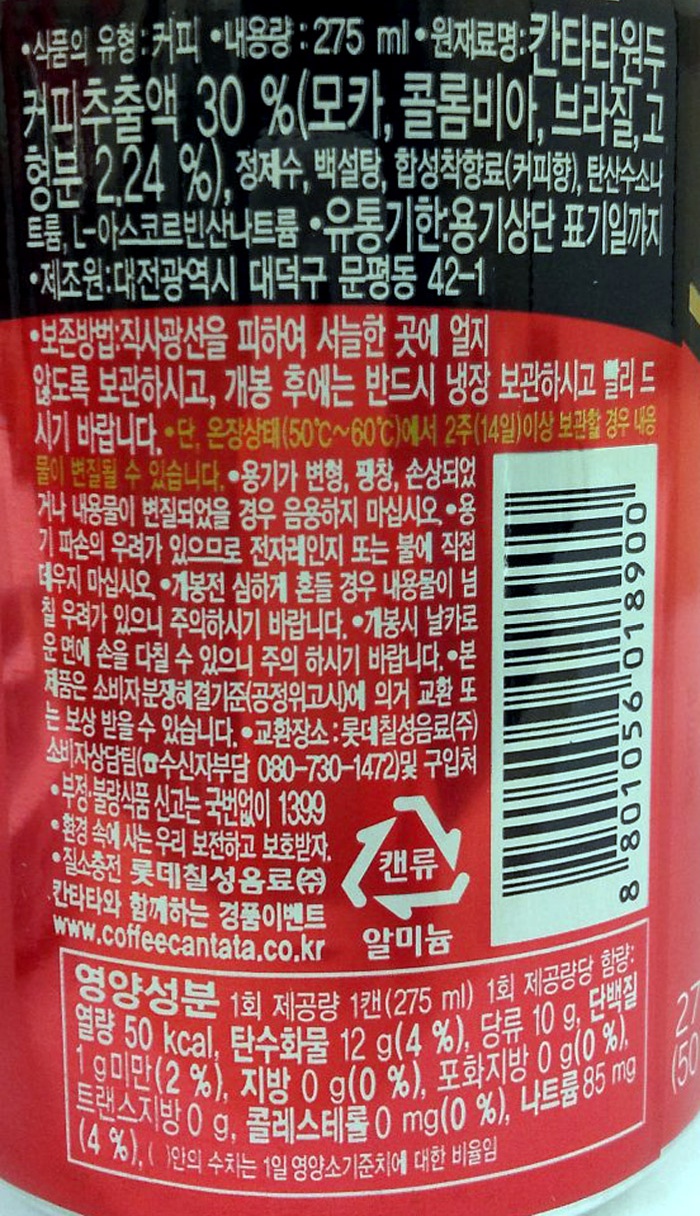 •식품의 유형:커피 •내용량:275 ml •원재료명:칸타타원두
커피추출액 30 %(모카, 콜롬비아, 브라질, 고
형분 2.24 %), 정제수, 백설탕, 합성착향료(커피향), 탄산수소나
트륨, L-아스코르빈산나트륨 •유통기한:용기상단 표기일까지
•제조원:대전광역시 대덕구 문평동 42-1
•보존방법:직사광선을 피하여 서늘한 곳에 얼지
않도록 보관하시고, 개봉 후에는 반드시 냉장 보관하시고 빨리 드
시기 바랍니다. •단, 온장상태(50℃~60℃)에서 2주(14일)이상 보관할 경우 내용
물이 변질될 수 있습니다. •용기가 변형, 팽창, 손상되었
거나 내용물이 변질되었을 경우 음용하지 마십시오. •용
기 파손의 우려가 있으므로 전자레인지 또는 불에 직접
데우지 마십시오 •개봉전 심하게 흔들 경우 내용물이 넘
칠 우려가 있으니 주의하시기 바랍니다. •개봉시 날카로
운 면에 손을 다칠 수 있으니 주의 하시기 바랍니다. •본
제품은 소비자분쟁해결기준(공정위고시)에 의거 교환 또
는 보상 받을 수 있습니다. •교환장소:롯데칠성음료(주)
소비자상담팀(☎수신자부담 080-730-1472)및 구입처
•부정·불량식품 신고는 국번없이 1399
•환경 속에 사는 우리 보전하고 보호받자.
•질소충전 롯데칠성음료㈜
칸타타와 함께하는 경품이벤트
www.coffeecantata.co.kr
캔류
알미늄
8 801056 018900
영양성분 1회 제공량 1캔(275 ml) 1회 제공량당 함량:
열량 50 kcal, 탄수화물 12 g(4 %), 당류 10 g, 단백질
1 g미만(2 %), 지방 0 g(0 %), 포화지방 0 g(0 %),
트랜스지방 0 g, 콜레스테롤 0 mg(0 %), 나트륨 85 mg
(4 %), ( )안의 수치는 1일 영양소기준치에 대한 비율임
27
(50